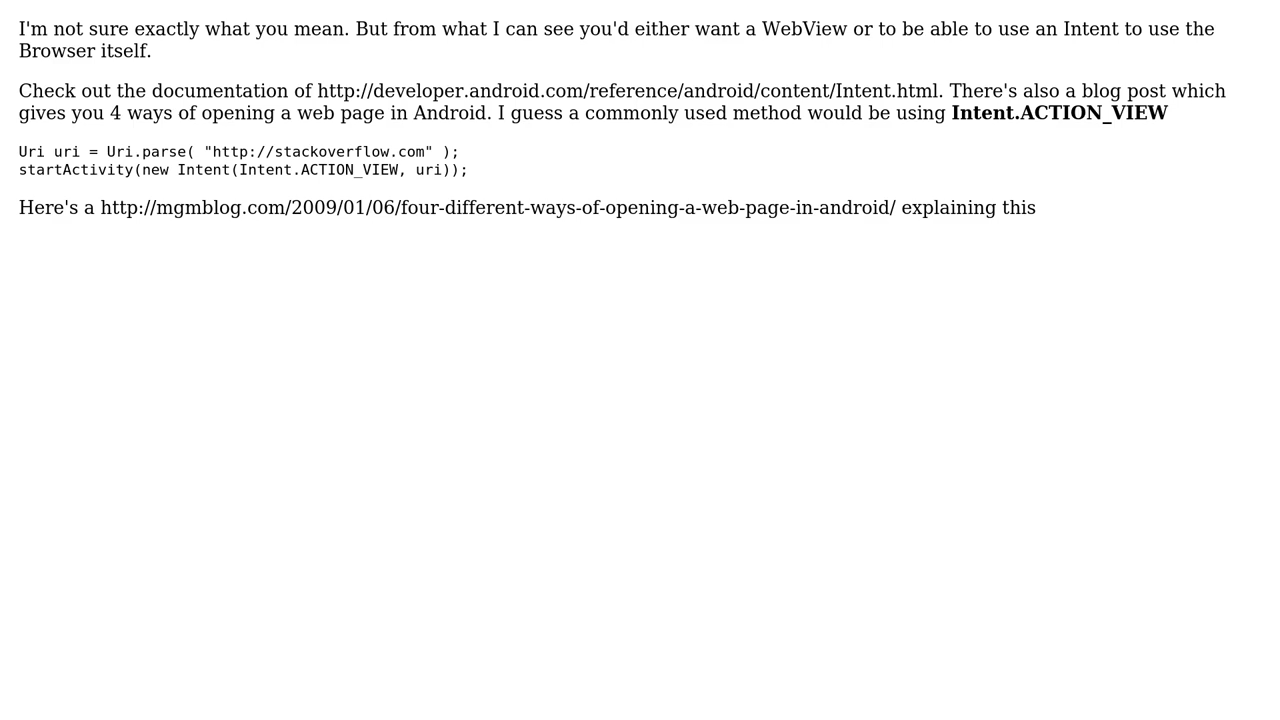 I'm not sure exactly what you mean. But from what I can see you'd either want a WebView or to be able to use an Intent to use the
Browser itself.
Check out the documentation of http://developer.android.com/reference/android/content/Intent.html. There's also a blog post which
gives you 4 ways of opening a web page in Android. I guess a commonly used method would be using Intent.ACTION_VIEW
Uri uri = Uri.parse( "http://stackoverflow.com" );
startActivity(new Intent(Intent.ACTION_VIEW, uri));
Here's a http://mgmblog.com/2009/01/06/four-different-ways-of-opening-a-web-page-in-android/ explaining this